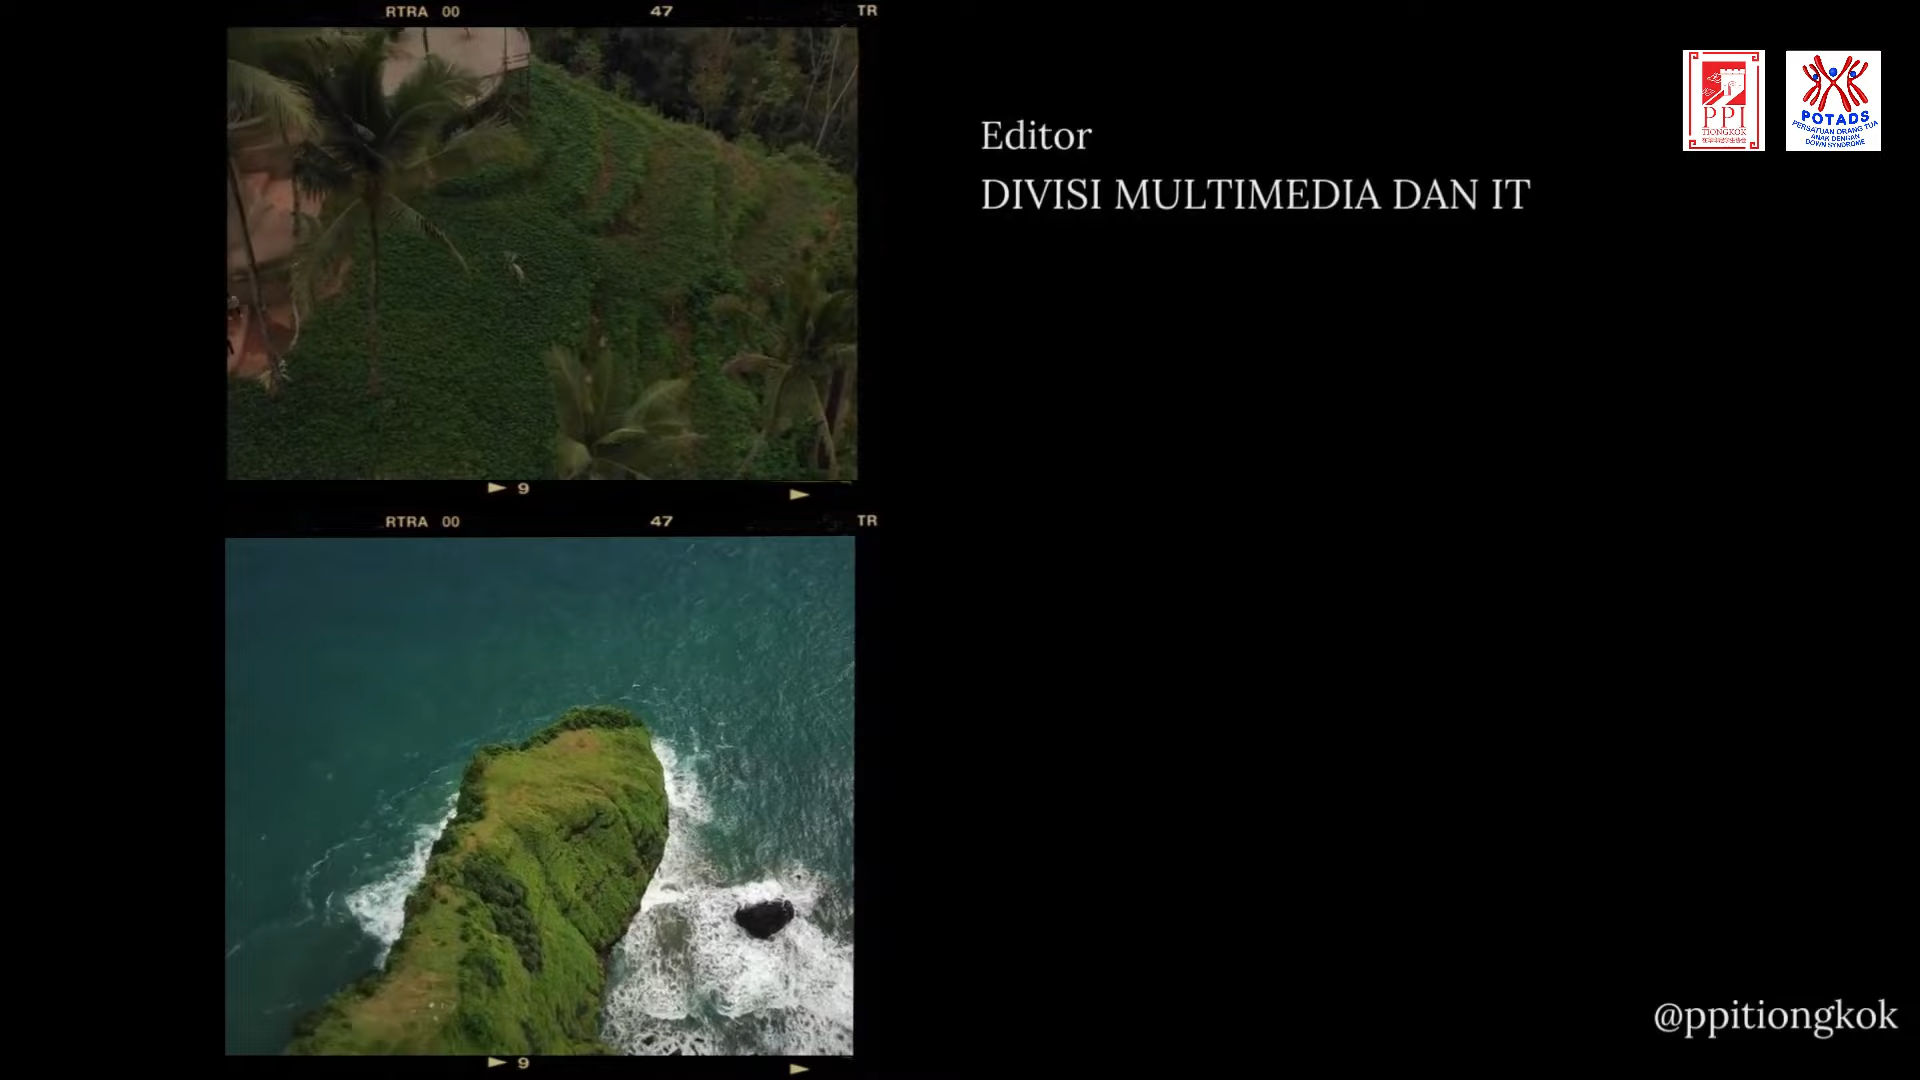 RTRA 00 47 TR
Editor
DIVISI MULTIMEDIA DAN IT
PPI
TIONGKOK
POTADS
PERSATUAN ORANG TUA
ANAK DENGAN
DOWN SYNDROME
9
RTRA 00 47 TR
9
@ppitiongkok